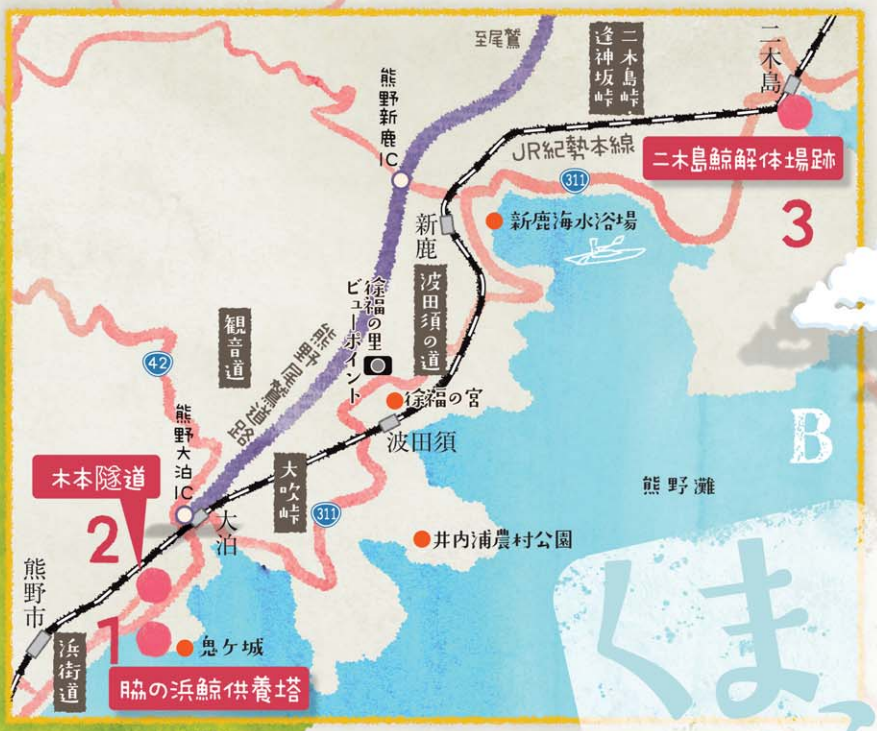 至尾鷲
二木島峠・
逢神坂峠
二木島
熊野新鹿IC
JR紀勢本線
二木島鯨解体場跡
311
3
新鹿
新鹿海水浴場
波田須の道
徐福の里
ビューポイント
観音道
熊野尾鷲道路
42
徐福の宮
波田須
B
熊野大泊IC
木本隧道
大吹峠
311
熊野灘
2
大泊
井内浦農村公園
熊野市
1
鬼ケ城
浜街道
脇の浜鯨供養塔
くま